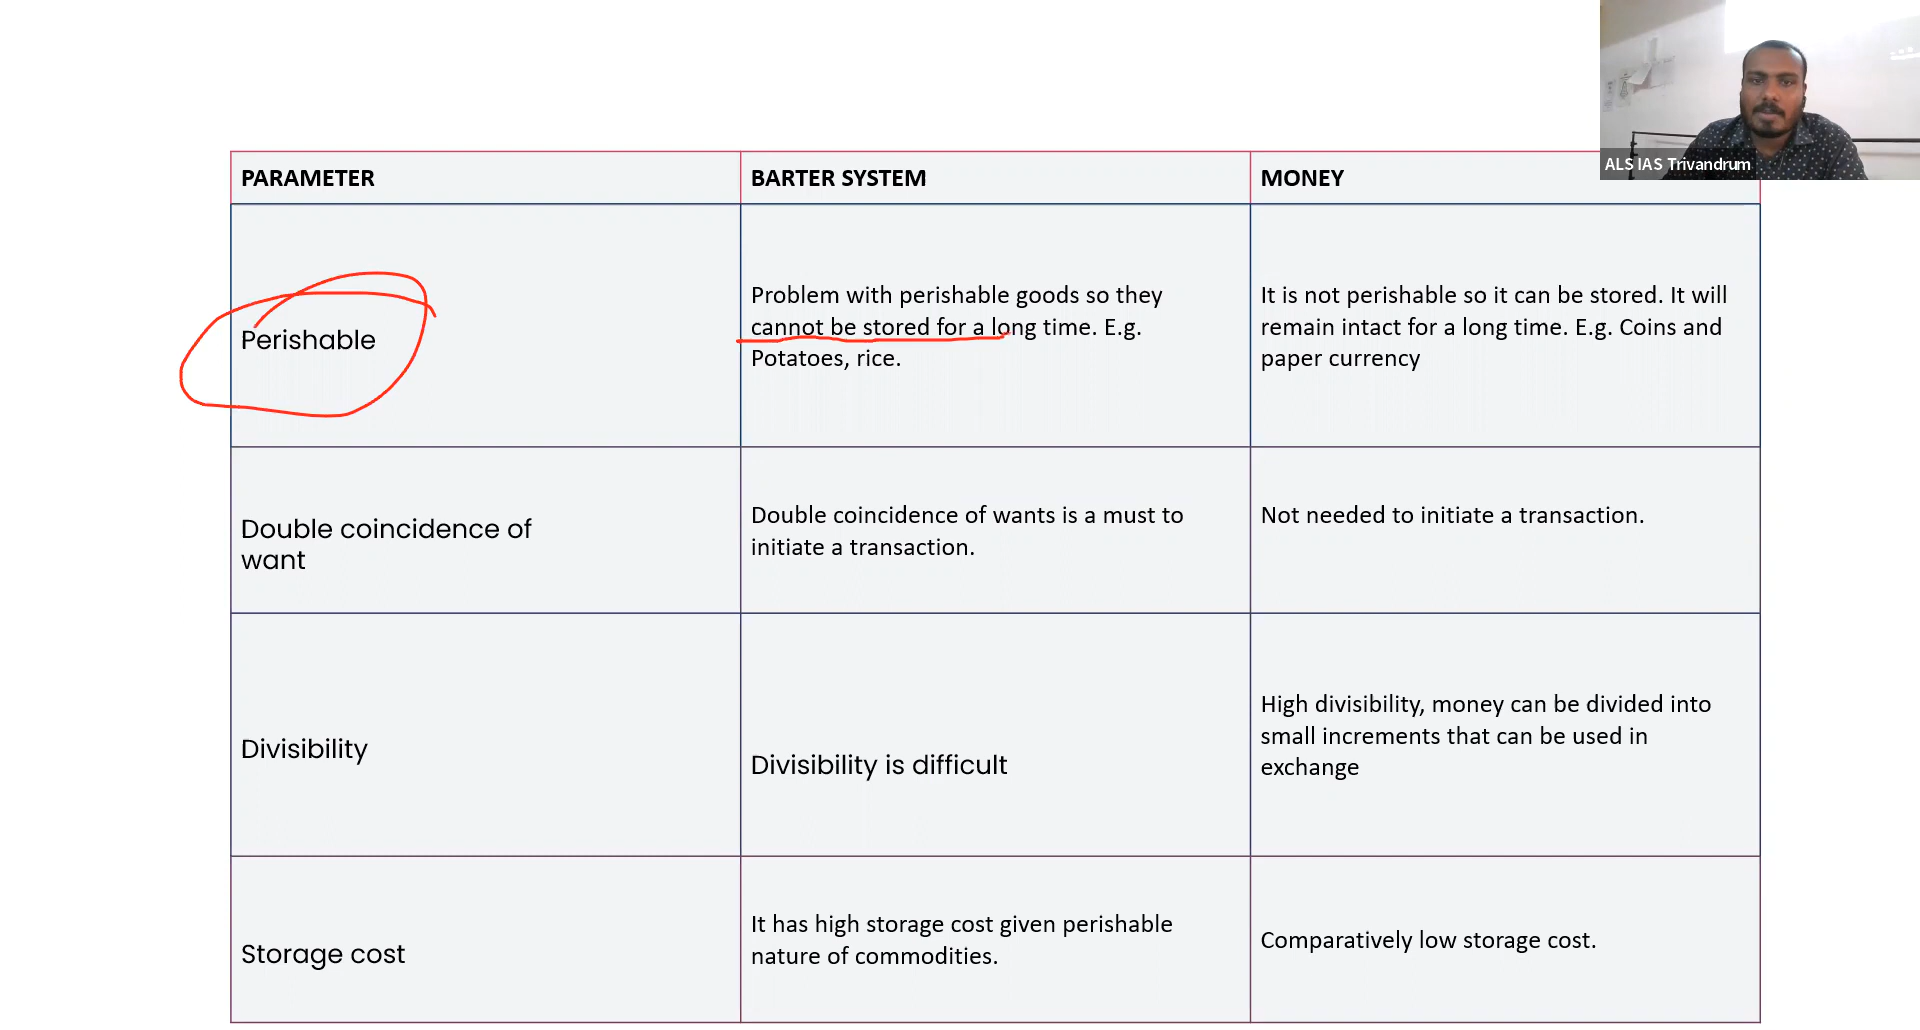 ALS IAS Trivandrum
PARAMETER
BARTER SYSTEM
MONEY
Perishable
Problem with perishable goods so they
cannot be stored for a long time. E.g.
Potatoes, rice.
It is not perishable so it can be stored. It will
remain intact for a long time. E.g. Coins and
paper currency
Double coincidence of
want
Double coincidence of wants is a must to
initiate a transaction.
Not needed to initiate a transaction.
Divisibility
Divisibility is difficult
High divisibility, money can be divided into
small increments that can be used in
exchange
Storage cost
It has high storage cost given perishable
nature of commodities.
Comparatively low storage cost.